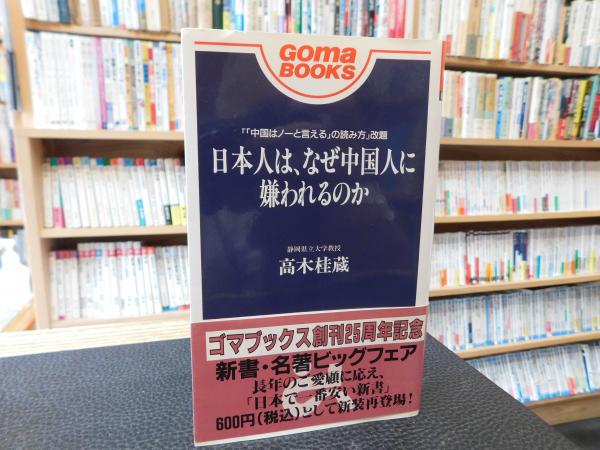 Goma
BOOKS
「「中国はノーと言える」の読み方」改題
日本人は、なぜ中国人に
嫌われるのか
静岡県立大学教授
高木桂蔵
ゴマブックス創刊25周年記念
新書・名著ビッグフェア
長年のご愛顧に応え、
「日本で一番安い新書」
600円(税込)として新装再登場!